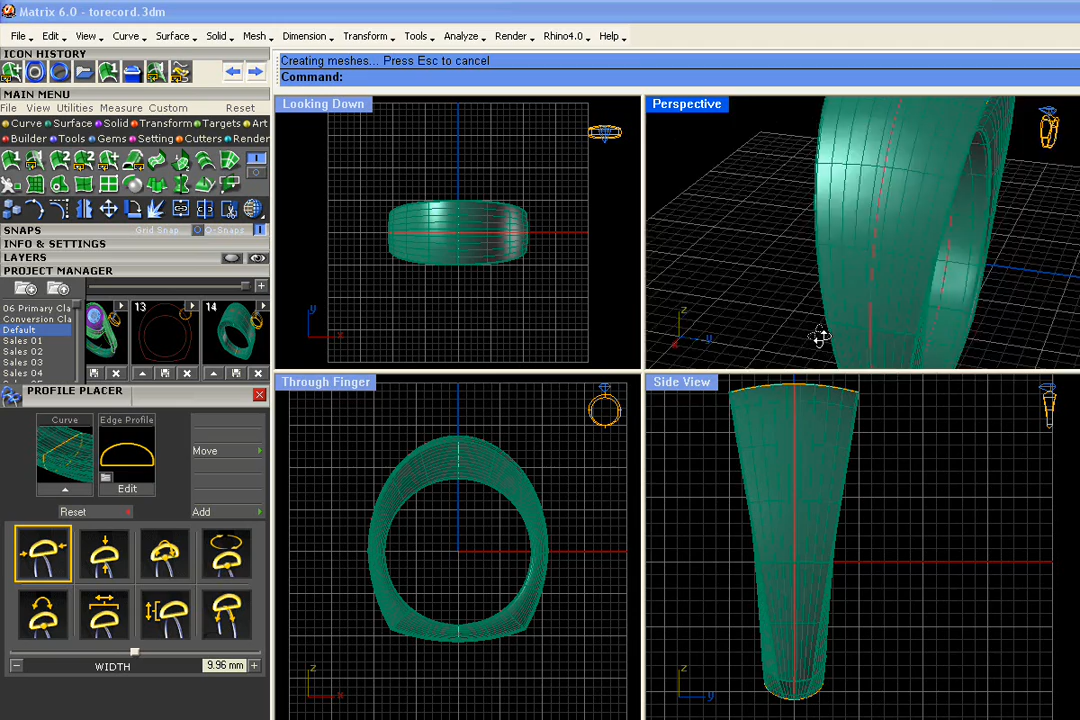 Matrix 6.0 - torecord.3dm
File Edit View Curve Surface Solid Mesh Dimension Transform Tools Analyze Render Rhino4.0 Help
ICON HISTORY
Creating meshes... Press Esc to cancel
Command:
MAIN MENU
File View Utilities Measure Custom Reset
Curve Surface Solid Transform Targets Art
Builder Tools Gems Setting Cutters Render
SNAPS Grid Snap O-Snaps
INFO & SETTINGS
LAYERS
PROJECT MANAGER
06 Primary Cla
Conversion Cla
Default
Sales 01
Sales 02
Sales 03
Sales 04
13
14
PROFILE PLACER
Curve
Edge Profile
Edit
Reset
Move
Add
WIDTH
9.96 mm
Looking Down
y
x
Perspective
z
x
y
Through Finger
z
x
Side View
z
y